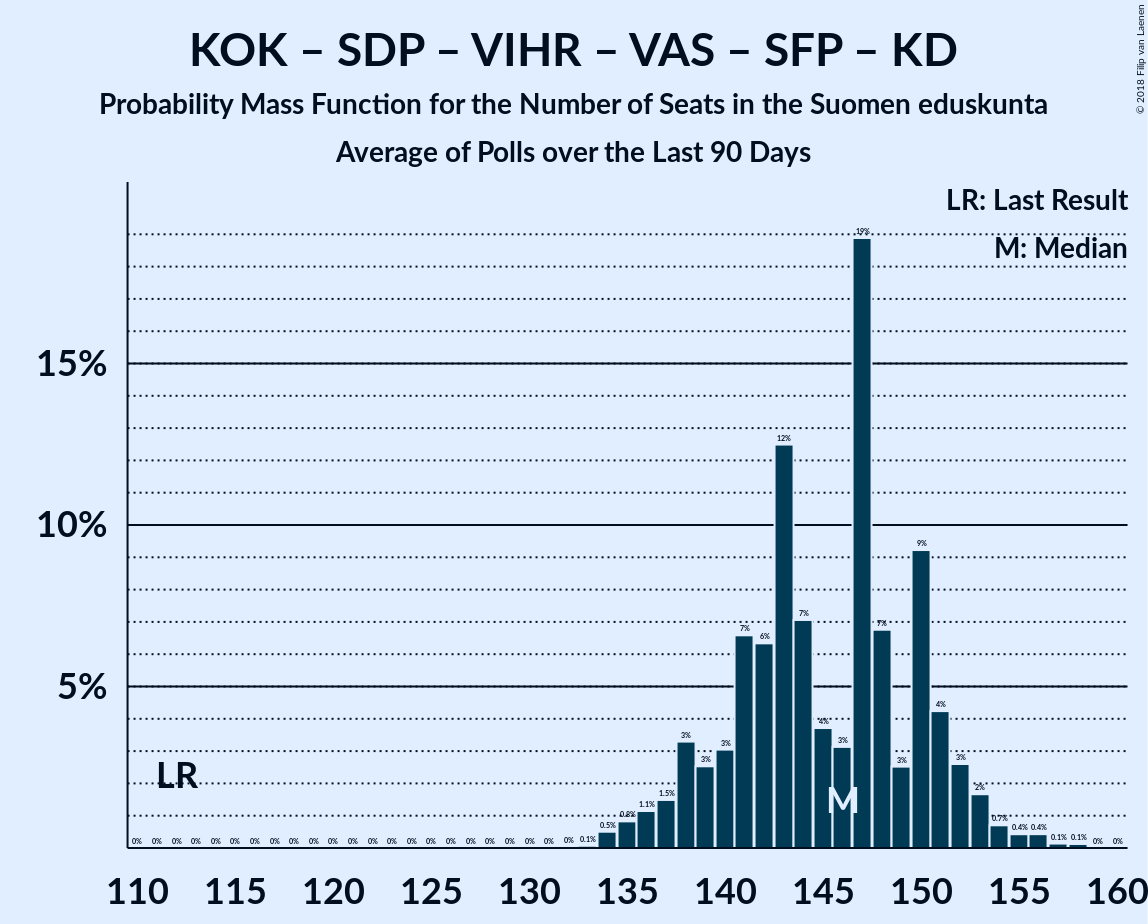 KOK – SDP – VIHR – VAS – SFP – KD
Probability Mass Function for the Number of Seats in the Suomen eduskunta
Average of Polls over the Last 90 Days
© 2018 Filip van Laenen
LR: Last Result
M: Median
15%
10%
5%
LR
M
0% 0% 0% 0% 0% 0% 0% 0% 0% 0% 0% 0% 0% 0% 0% 0% 0% 0% 0% 0% 0% 0% 0% 0.1% 0.5% 0.8% 1.1% 1.5% 3% 3% 3% 7% 6% 12% 7% 4% 3% 19% 7% 3% 9% 4% 3% 2% 0.7% 0.4% 0.4% 0.1% 0.1% 0% 0%
110 115 120 125 130 135 140 145 150 155 160